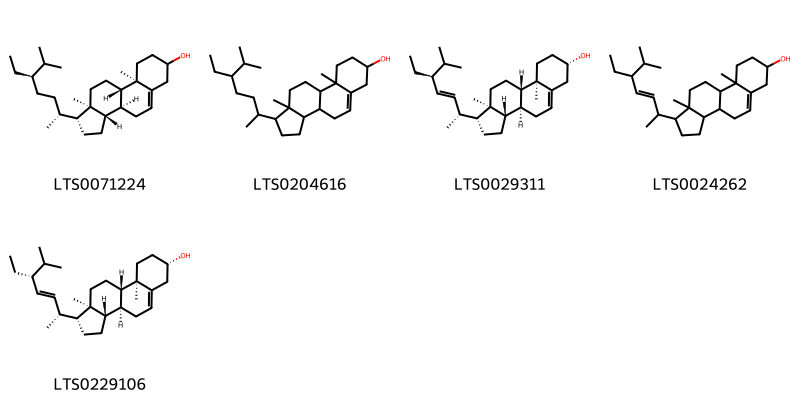 OH OH OH OH
H H H H H H
LTS0071224 LTS0204616 LTS0029311 LTS0024262
OH
H H H
LTS0229106